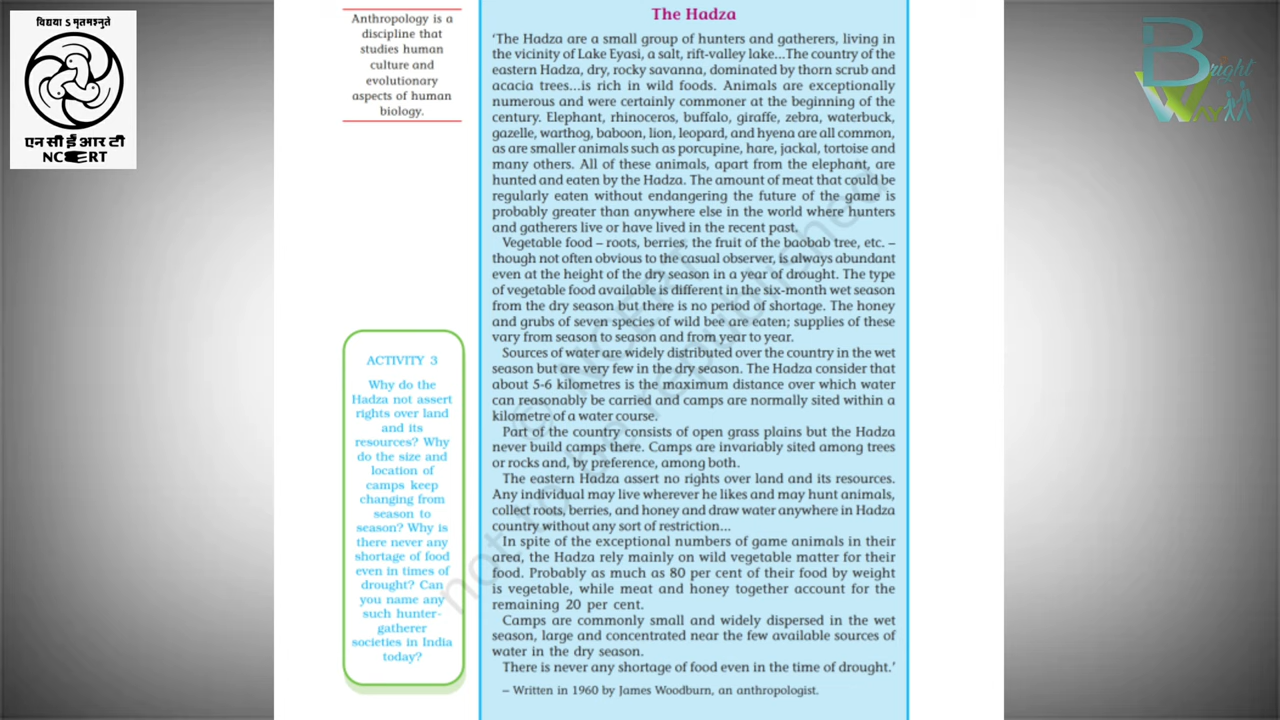 विद्यया ऽ मृतमश्नुते
एन सी ई आर टी
NCERT
Anthropology is a
discipline that
studies human
culture and
evolutionary
aspects of human
biology.
ACTIVITY 3
Why do the
Hadza not assert
rights over land
and its
resources? Why
do the size and
location of
camps keep
changing from
season to
season? Why is
there never any
shortage of food
even in times of
drought? Can
you name any
such hunter-
gatherer
societies in India
today?
The Hadza
‘The Hadza are a small group of hunters and gatherers, living in
the vicinity of Lake Eyasi, a salt, rift-valley lake...The country of the
eastern Hadza, dry, rocky savanna, dominated by thorn scrub and
acacia trees...is rich in wild foods. Animals are exceptionally
numerous and were certainly commoner at the beginning of the
century. Elephant, rhinoceros, buffalo, giraffe, zebra, waterbuck,
gazelle, warthog, baboon, lion, leopard, and hyena are all common,
as are smaller animals such as porcupine, hare, jackal, tortoise and
many others. All of these animals, apart from the elephant, are
hunted and eaten by the Hadza. The amount of meat that could be
regularly eaten without endangering the future of the game is
probably greater than anywhere else in the world where hunters
and gatherers live or have lived in the recent past.
Vegetable food – roots, berries, the fruit of the baobab tree, etc. –
though not often obvious to the casual observer, is always abundant
even at the height of the dry season in a year of drought. The type
of vegetable food available is different in the six-month wet season
from the dry season but there is no period of shortage. The honey
and grubs of seven species of wild bee are eaten; supplies of these
vary from season to season and from year to year.
Sources of water are widely distributed over the country in the wet
season but are very few in the dry season. The Hadza consider that
about 5-6 kilometres is the maximum distance over which water
can reasonably be carried and camps are normally sited within a
kilometre of a water course.
Part of the country consists of open grass plains but the Hadza
never build camps there. Camps are invariably sited among trees
or rocks and, by preference, among both.
The eastern Hadza assert no rights over land and its resources.
Any individual may live wherever he likes and may hunt animals,
collect roots, berries, and honey and draw water anywhere in Hadza
country without any sort of restriction...
In spite of the exceptional numbers of game animals in their
area, the Hadza rely mainly on wild vegetable matter for their
food. Probably as much as 80 per cent of their food by weight
is vegetable, while meat and honey together account for the
remaining 20 per cent.
Camps are commonly small and widely dispersed in the wet
season, large and concentrated near the few available sources of
water in the dry season.
There is never any shortage of food even in the time of drought.’
– Written in 1960 by James Woodburn, an anthropologist.
© NCERT
not to be republished
Bright
Way